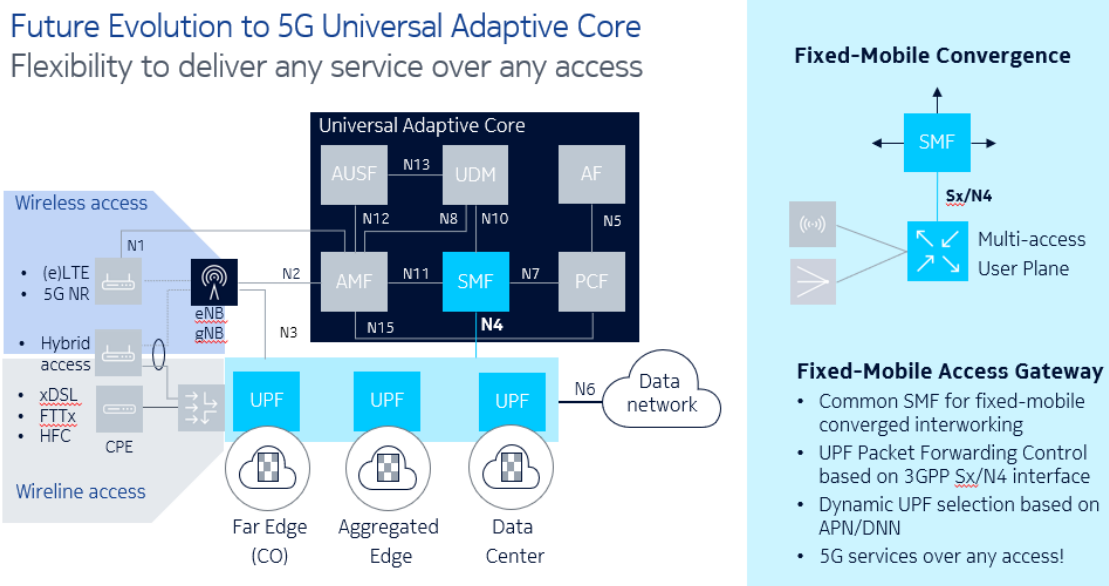 Future Evolution to 5G Universal Adaptive Core
Flexibility to deliver any service over any access
Universal Adaptive Core
AUSF
N13
UDM
AF
N12
N8
N10
N5
Wireless access
N1
• (e)LTE
• 5G NR
N2
AMF
N11
SMF
N7
PCF
eNB
gNB
N3
N15
N4
• Hybrid
access
• xDSL
• FTTx
• HFC
CPE
Wireline access
UPF
UPF
UPF
N6
Data
network
Far Edge
(CO)
Aggregated
Edge
Data
Center
Fixed-Mobile Convergence
SMF
Sx/N4
Multi-access
User Plane
Fixed-Mobile Access Gateway
• Common SMF for fixed-mobile
converged interworking
• UPF Packet Forwarding Control
based on 3GPP Sx/N4 interface
• Dynamic UPF selection based on
APN/DNN
• 5G services over any access!